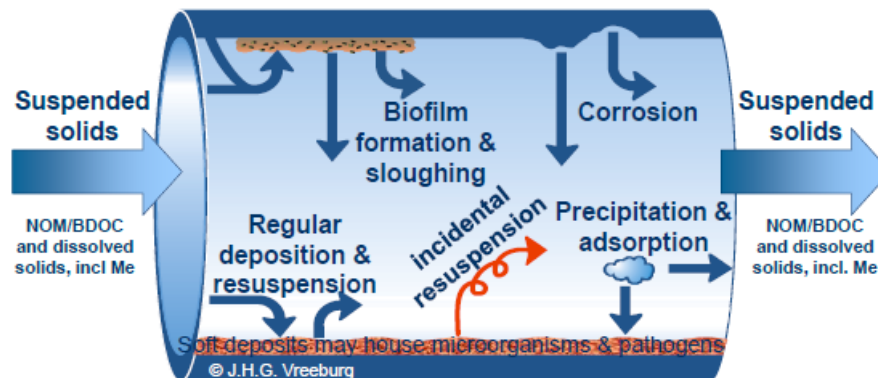 Suspended
solids
NOM/BDOC
and dissolved
solids, incl Me
Biofilm
formation &
sloughing
Corrosion
Regular
deposition &
resuspension
incidental
resuspension
Precipitation &
adsorption
Soft deposits may house microorganisms & pathogens
© J.H.G. Vreeburg
Suspended
solids
NOM/BDOC
and dissolved
solids, incl. Me